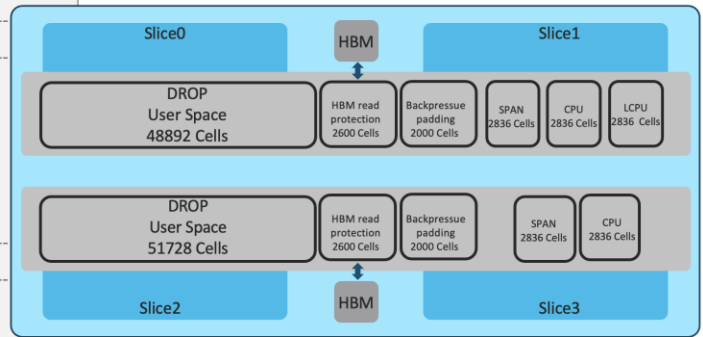 Slice0
HBM
Slice1
DROP
User Space
48892 Cells
HBM read
protection
2600 Cells
Backpressue
padding
2000 Cells
SPAN
2836 Cells
CPU
2836 Cells
LCPU
2836 Cells
DROP
User Space
51728 Cells
HBM read
protection
2600 Cells
Backpressue
padding
2000 Cells
SPAN
2836 Cells
CPU
2836 Cells
Slice2
HBM
Slice3